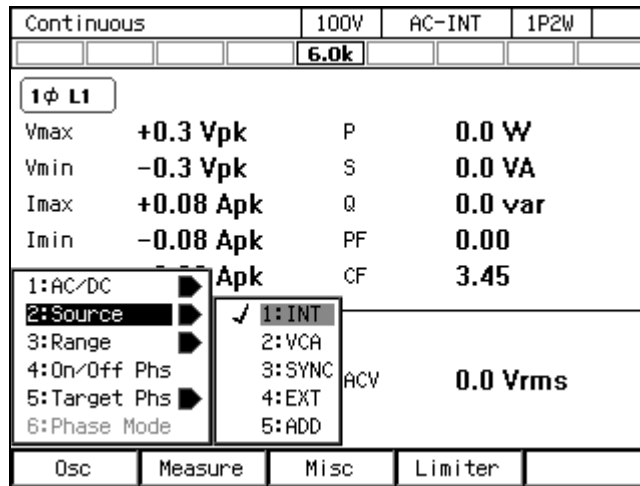 Continuous 100V AC-INT 1P2W
6.0k
1φ L1
Vmax +0.3 Vpk P 0.0 W
Vmin -0.3 Vpk S 0.0 VA
Imax +0.08 Apk Q 0.0 var
Imin -0.08 Apk PF 0.00
Apk CF 3.45
1:AC/DC
2:Source
3:Range
4:On/Off Phs
5:Target Phs
6:Phase Mode
1:INT
2:VCA
3:SYNC
4:EXT
5:ADD
ACV 0.0 Vrms
Osc Measure Misc Limiter